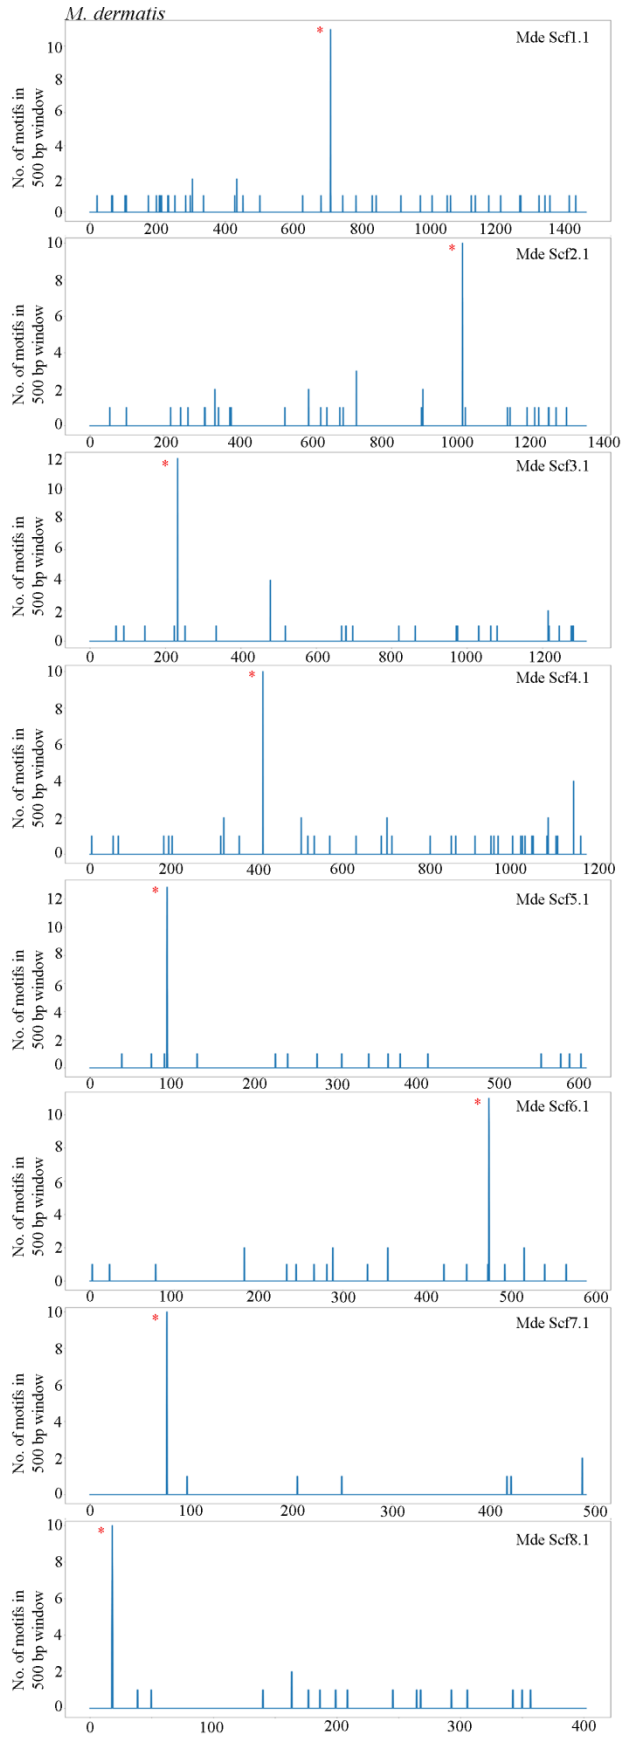 M. dermatis
*
Mde Scf1.1
No. of motifs in
500 bp window
10
8
6
4
2
0
0 200 400 600 800 1000 1200 1400
*
Mde Scf2.1
No. of motifs in
500 bp window
10
8
6
4
2
0
0 200 400 600 800 1000 1200 1400
*
Mde Scf3.1
No. of motifs in
500 bp window
12
10
8
6
4
2
0
0 200 400 600 800 1000 1200
*
Mde Scf4.1
No. of motifs in
500 bp window
10
8
6
4
2
0
0 200 400 600 800 1000 1200
*
Mde Scf5.1
No. of motifs in
500 bp window
12
10
8
6
4
2
0
0 100 200 300 400 500 600
*
Mde Scf6.1
No. of motifs in
500 bp window
10
8
6
4
2
0
0 100 200 300 400 500 600
*
Mde Scf7.1
No. of motifs in
500 bp window
10
8
6
4
2
0
0 100 200 300 400 500
*
Mde Scf8.1
No. of motifs in
500 bp window
10
8
6
4
2
0
0 100 200 300 400